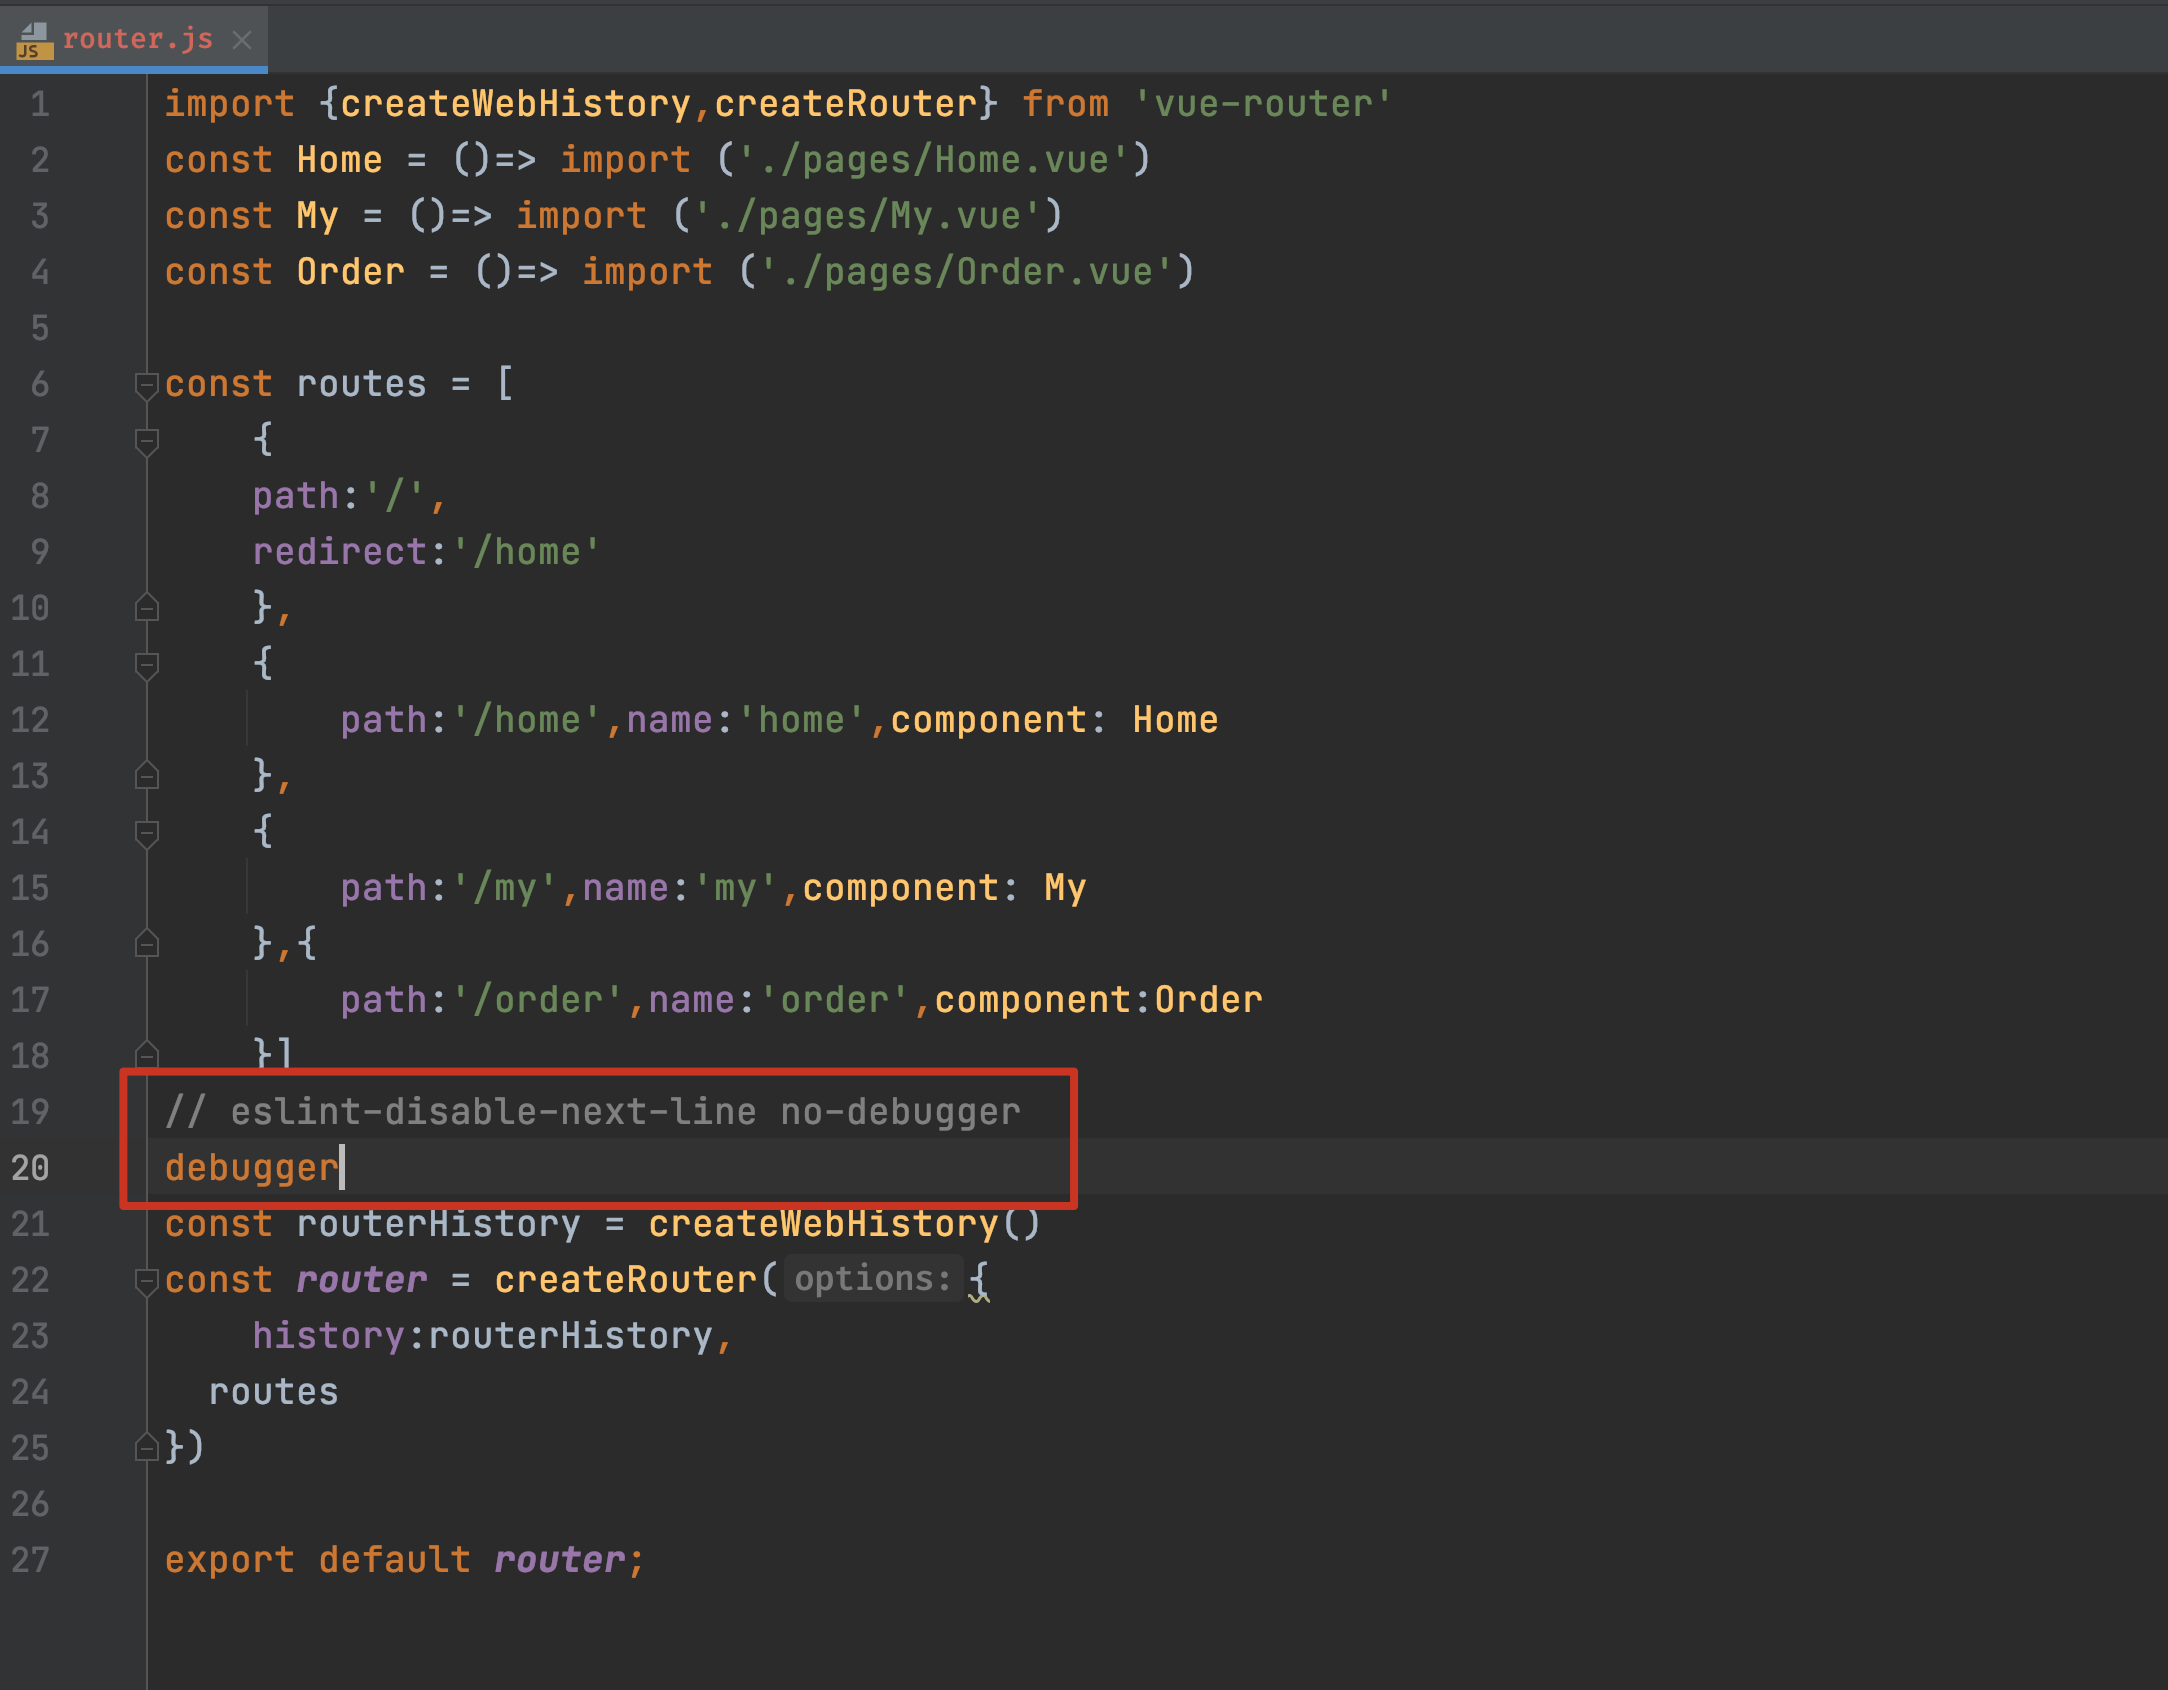 JS router.js
1 import {createWebHistory,createRouter} from 'vue-router'
2 const Home = ()=> import ('./pages/Home.vue')
3 const My = ()=> import ('./pages/My.vue')
4 const Order = ()=> import ('./pages/Order.vue')
5
6 const routes = [
7     {
8     path:'/',
9     redirect:'/home'
10     },
11     {
12         path:'/home',name:'home',component: Home
13     },
14     {
15         path:'/my',name:'my',component: My
16     },{
17         path:'/order',name:'order',component:Order
18     }]
19 // eslint-disable-next-line no-debugger
20 debugger
21 const routerHistory = createWebHistory()
22 const router = createRouter( options: {
23     history:routerHistory,
24   routes
25 })
26
27 export default router;